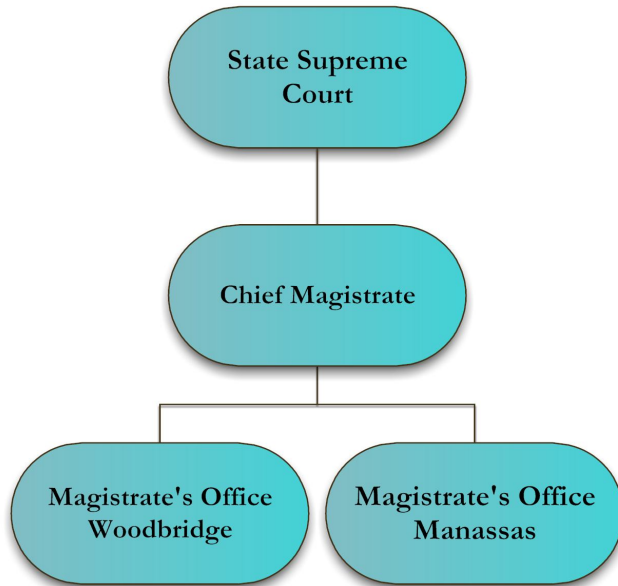 State Supreme
Court
Chief Magistrate
Magistrate's Office
Woodbridge
Magistrate's Office
Manassas